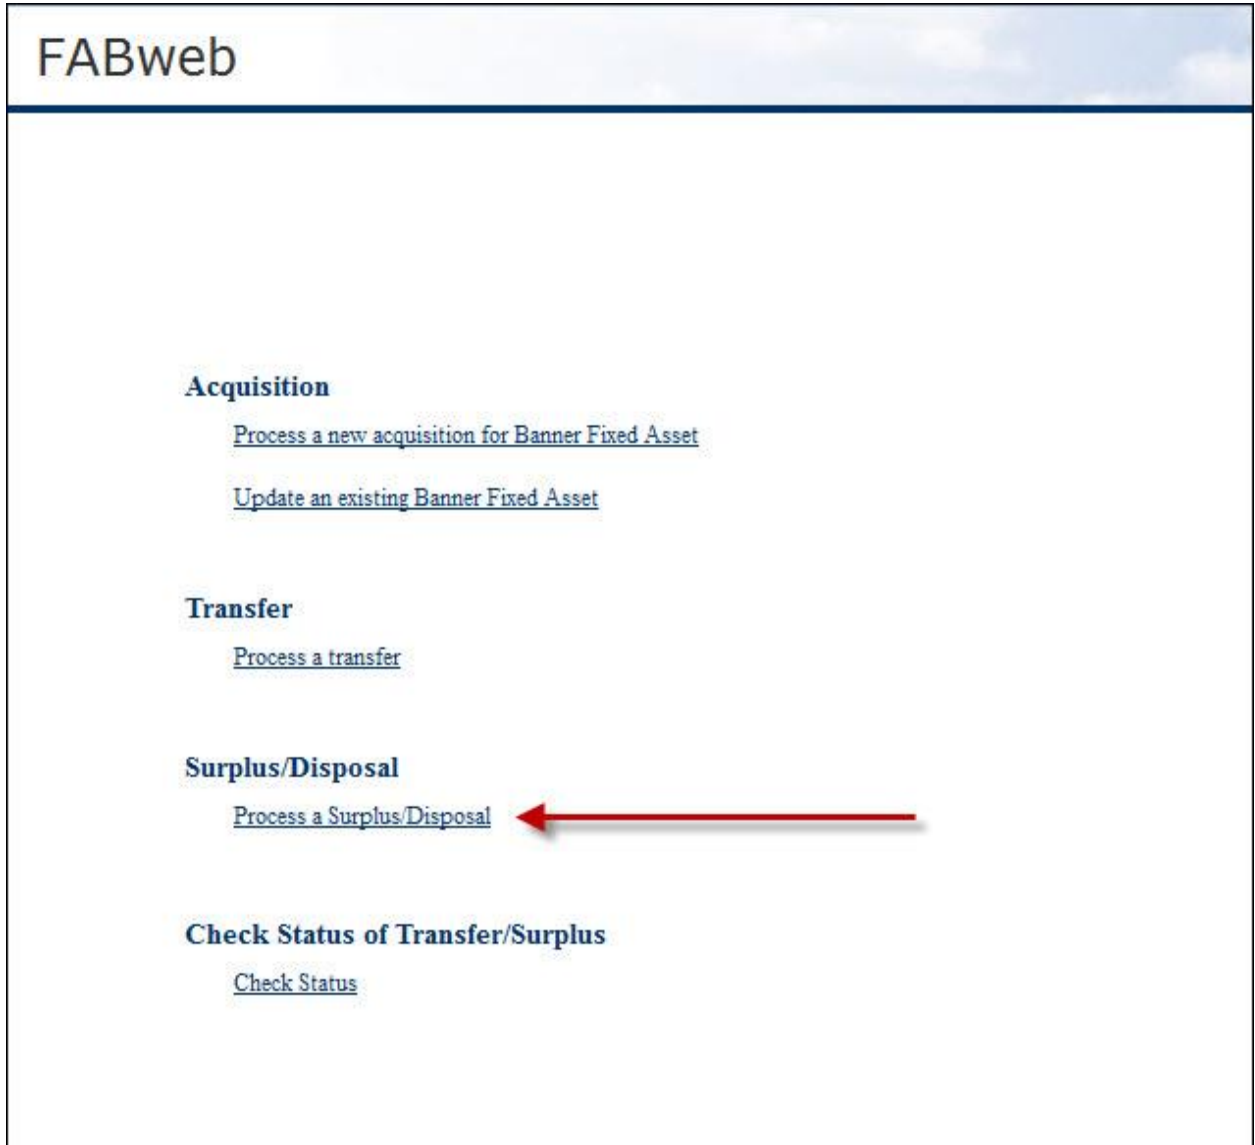 FABweb
Acquisition
Process a new acquisition for Banner Fixed Asset
Update an existing Banner Fixed Asset
Transfer
Process a transfer
Surplus/Disposal
Process a Surplus/Disposal
Check Status of Transfer/Surplus
Check Status